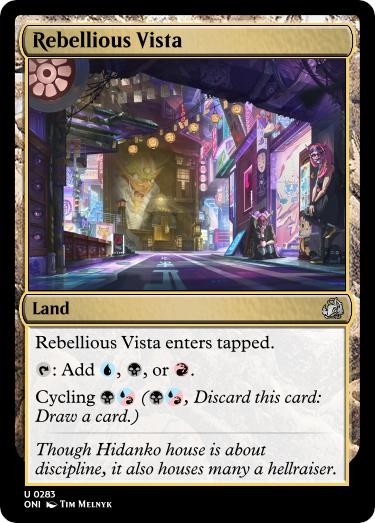 Rebellious Vista
Land
Rebellious Vista enters tapped.
: Add , , or .
Cycling (, Discard this card:
Draw a card.)
Though Hidanko house is about
discipline, it also houses many a hellraiser.
U 0283
ONI TIM MELNYK